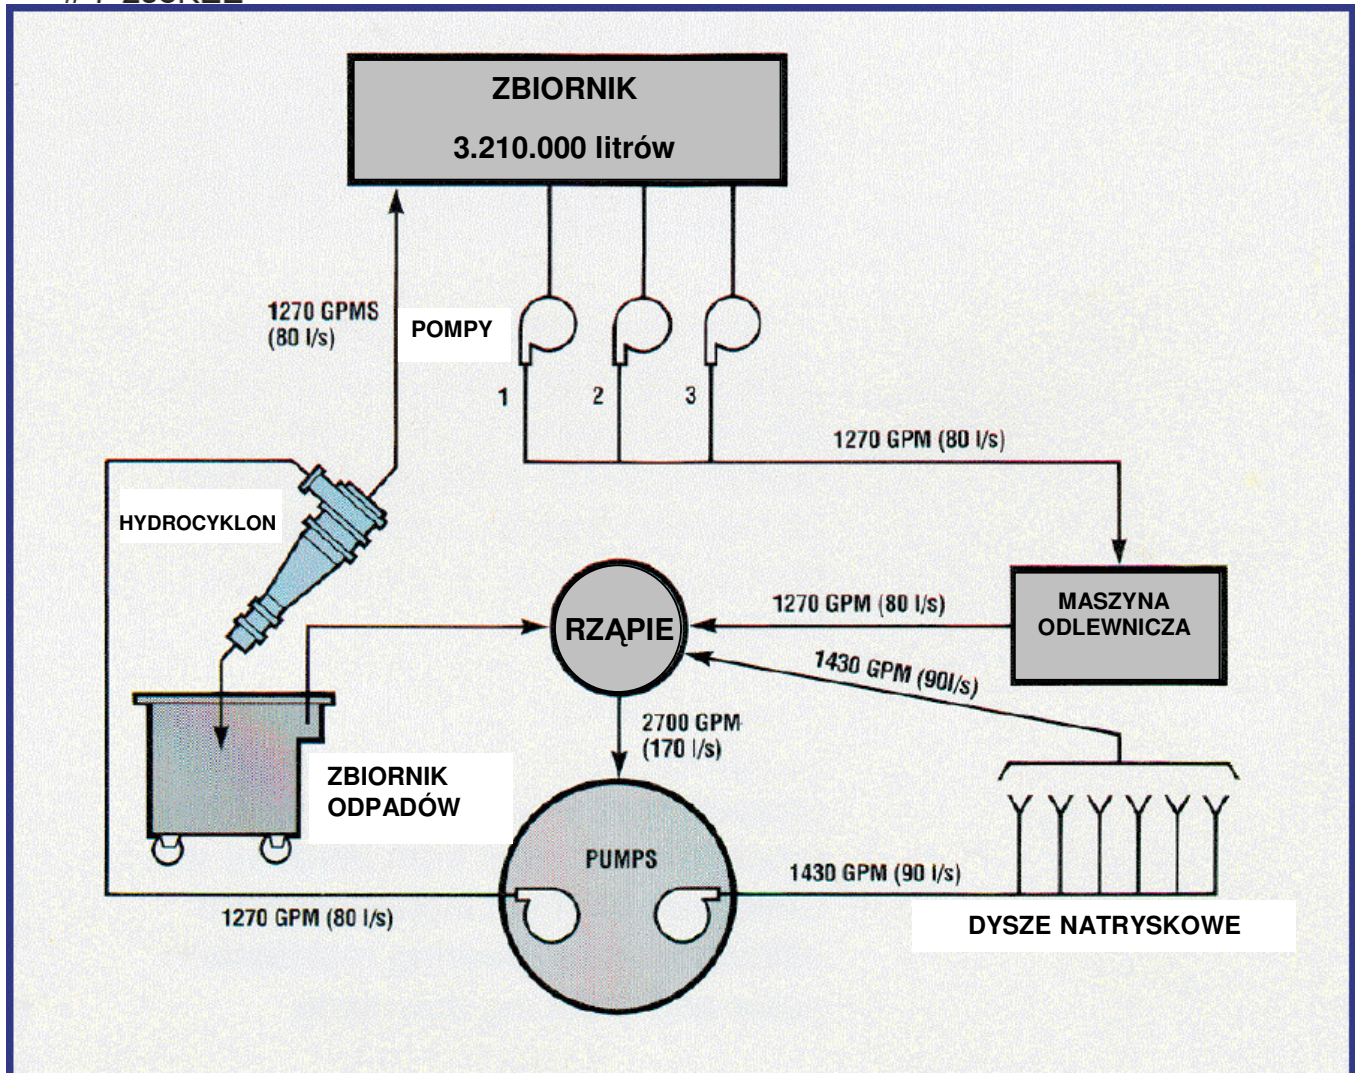 ZBIORNIK
3.210.000 litrów
1270 GPMS
(80 l/s)
POMPY
1
2
3
1270 GPM (80 l/s)
HYDROCYKLON
RZĄPIE
1270 GPM (80 l/s)
MASZYNA
ODLEWNICZA
1430 GPM (90l/s)
2700 GPM
(170 l/s)
ZBIORNIK
ODPADÓW
PUMPS
1430 GPM (90 l/s)
1270 GPM (80 l/s)
DYSZE NATRYSKOWE